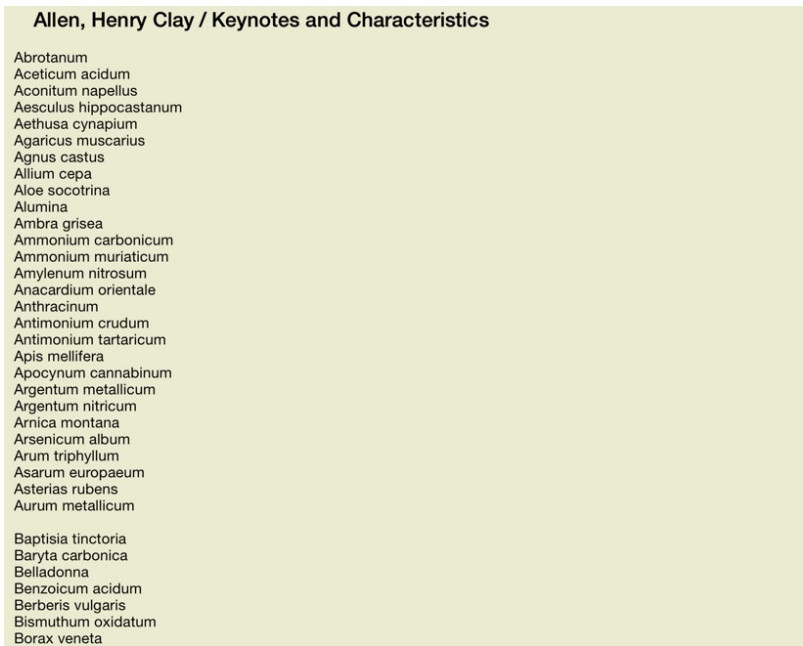 Allen, Henry Clay / Keynotes and Characteristics
Abrotanum
Aceticum acidum
Aconitum napellus
Aesculus hippocastanum
Aethusa cynapium
Agaricus muscarius
Agnus castus
Allium cepa
Aloe socotrina
Alumina
Ambra grisea
Ammonium carbonicum
Ammonium muriaticum
Amylenum nitrosum
Anacardium orientale
Anthracinum
Antimonium crudum
Antimonium tartaricum
Apis mellifera
Apocynum cannabinum
Argentum metallicum
Argentum nitricum
Arnica montana
Arsenicum album
Arum triphyllum
Asarum europaeum
Asterias rubens
Aurum metallicum
Baptisia tinctoria
Baryta carbonica
Belladonna
Benzoicum acidum
Berberis vulgaris
Bismuthum oxidatum
Borax veneta